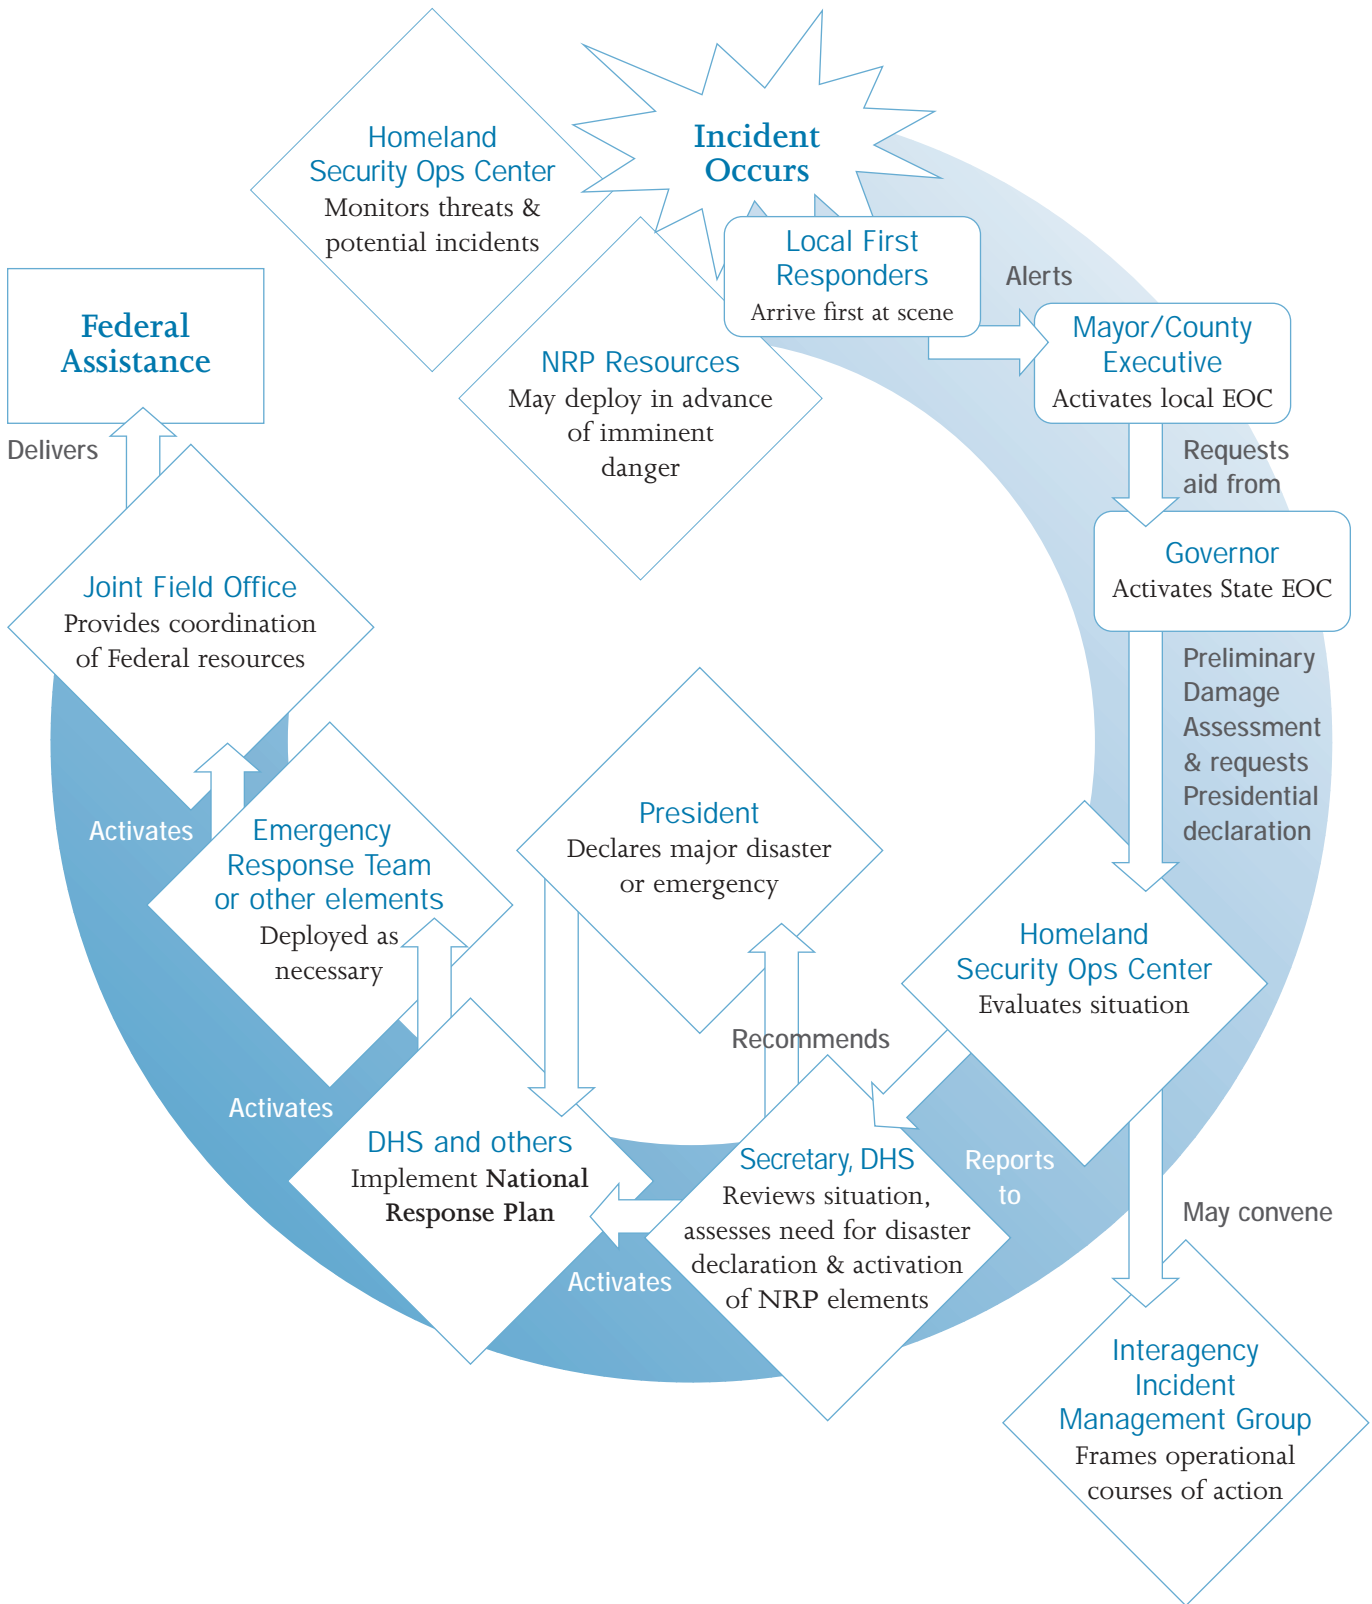 Homeland
Security Ops Center
Monitors threats &
potential incidents
Incident
Occurs
Local First
Responders
Arrive first at scene
Alerts
Mayor/County
Executive
Activates local EOC
Requests
aid from
Governor
Activates State EOC
Preliminary
Damage
Assessment
& requests
Presidential
declaration
NRP Resources
May deploy in advance
of imminent
danger
Homeland
Security Ops Center
Evaluates situation
May convene
Interagency
Incident
Management Group
Frames operational
courses of action
Reports
to
Secretary, DHS
Reviews situation,
assesses need for disaster
declaration & activation
of NRP elements
Recommends
President
Declares major disaster
or emergency
Activates
DHS and others
Implement National
Response Plan
Activates
Emergency
Response Team
or other elements
Deployed as
necessary
Activates
Joint Field Office
Provides coordination
of Federal resources
Delivers
Federal
Assistance